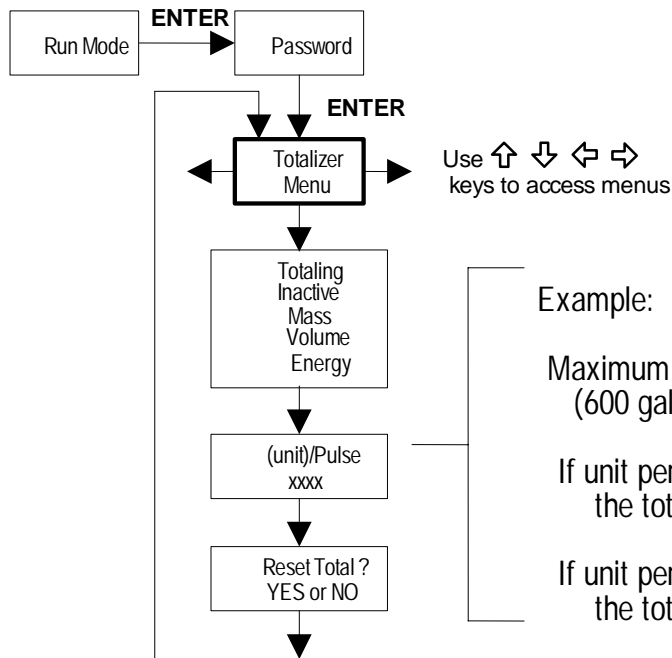 ENTER
Run Mode
Password
ENTER
Totalizer
Menu
Use ⇧ ⇩ ⇦ ⇨
keys to access menus
Totaling
Inactive
Mass
Volume
Energy
(unit)/Pulse
xxxx
Reset Total ?
YES or NO
Example:
Maximum
(600 gal
If unit per
the tot
If unit per
the tot